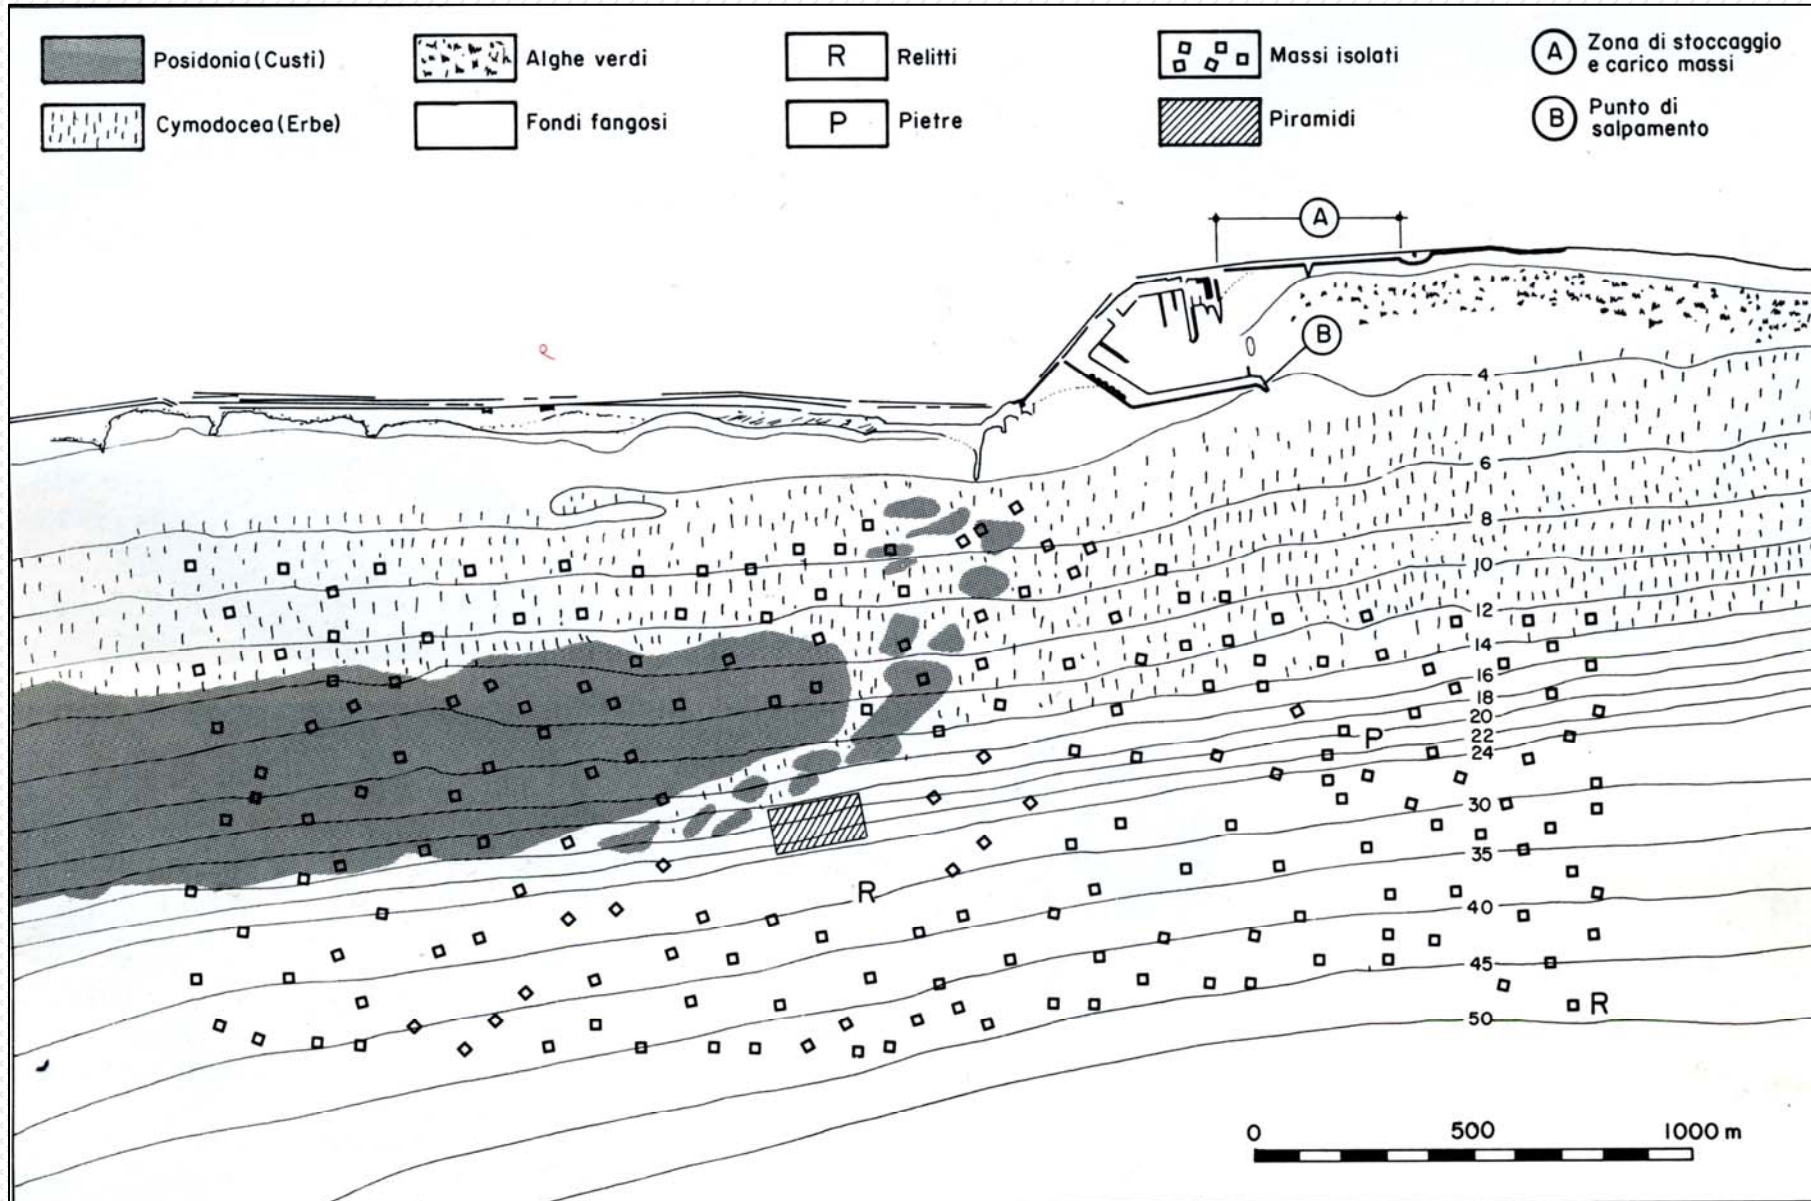 Posidonia (Custi)
Cymodocea (Erbe)
Alghe verdi
Fondi fangosi
R
Relitti
P
Pietre
Massi isolati
Piramidi
A
Zona di stoccaggio
e carico massi
B
Punto di
salpamento
A
B
4
6
8
10
12
14
16
18
20
22
24
P
30
35
R
40
45
R
50
0
500
1000 m